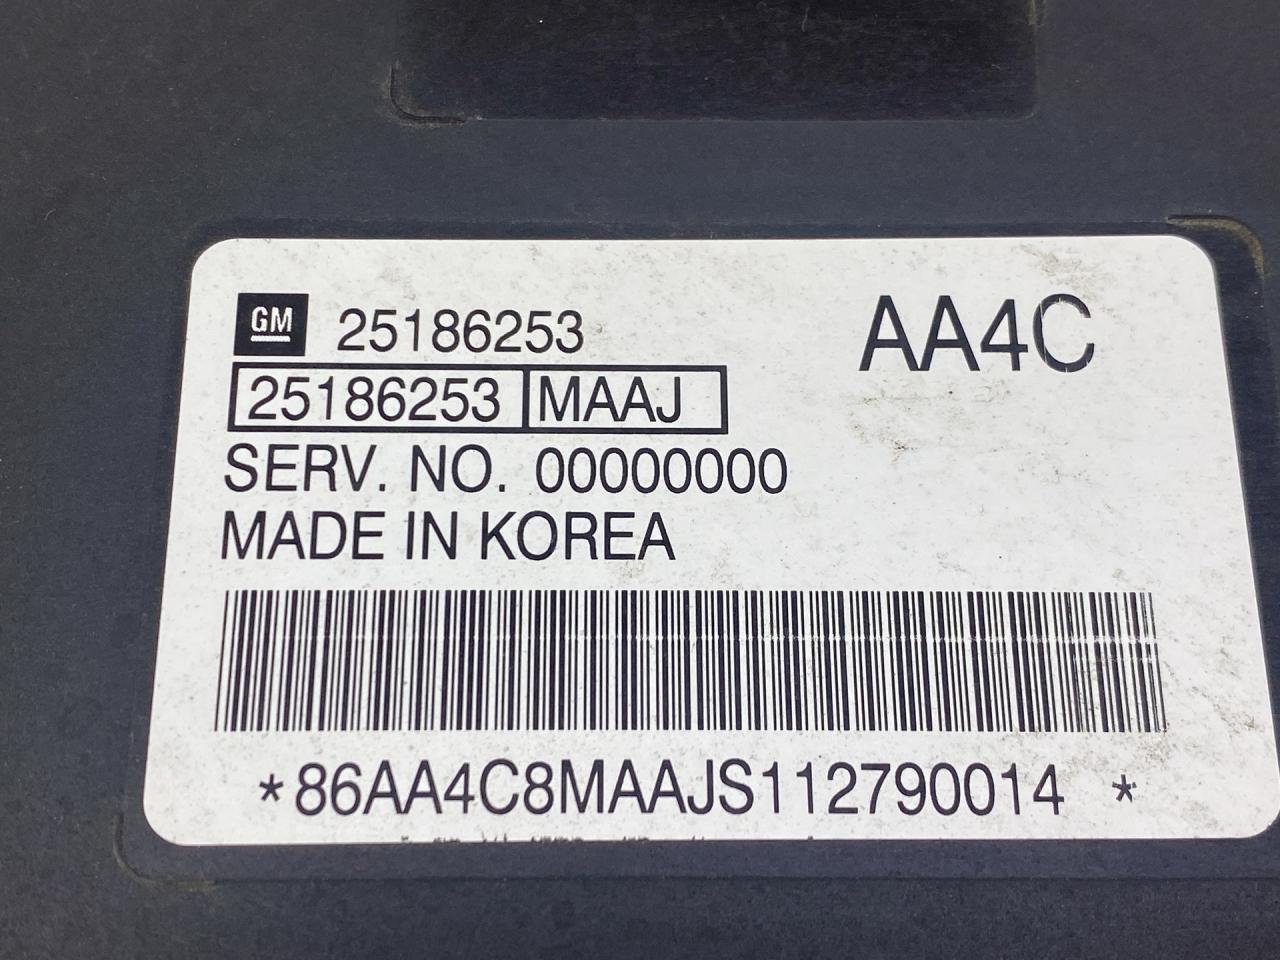 GM 25186253 AA4C
25186253 MAAJ
SERV. NO. 00000000
MADE IN KOREA
*86AA4C8MAAJS112790014 *